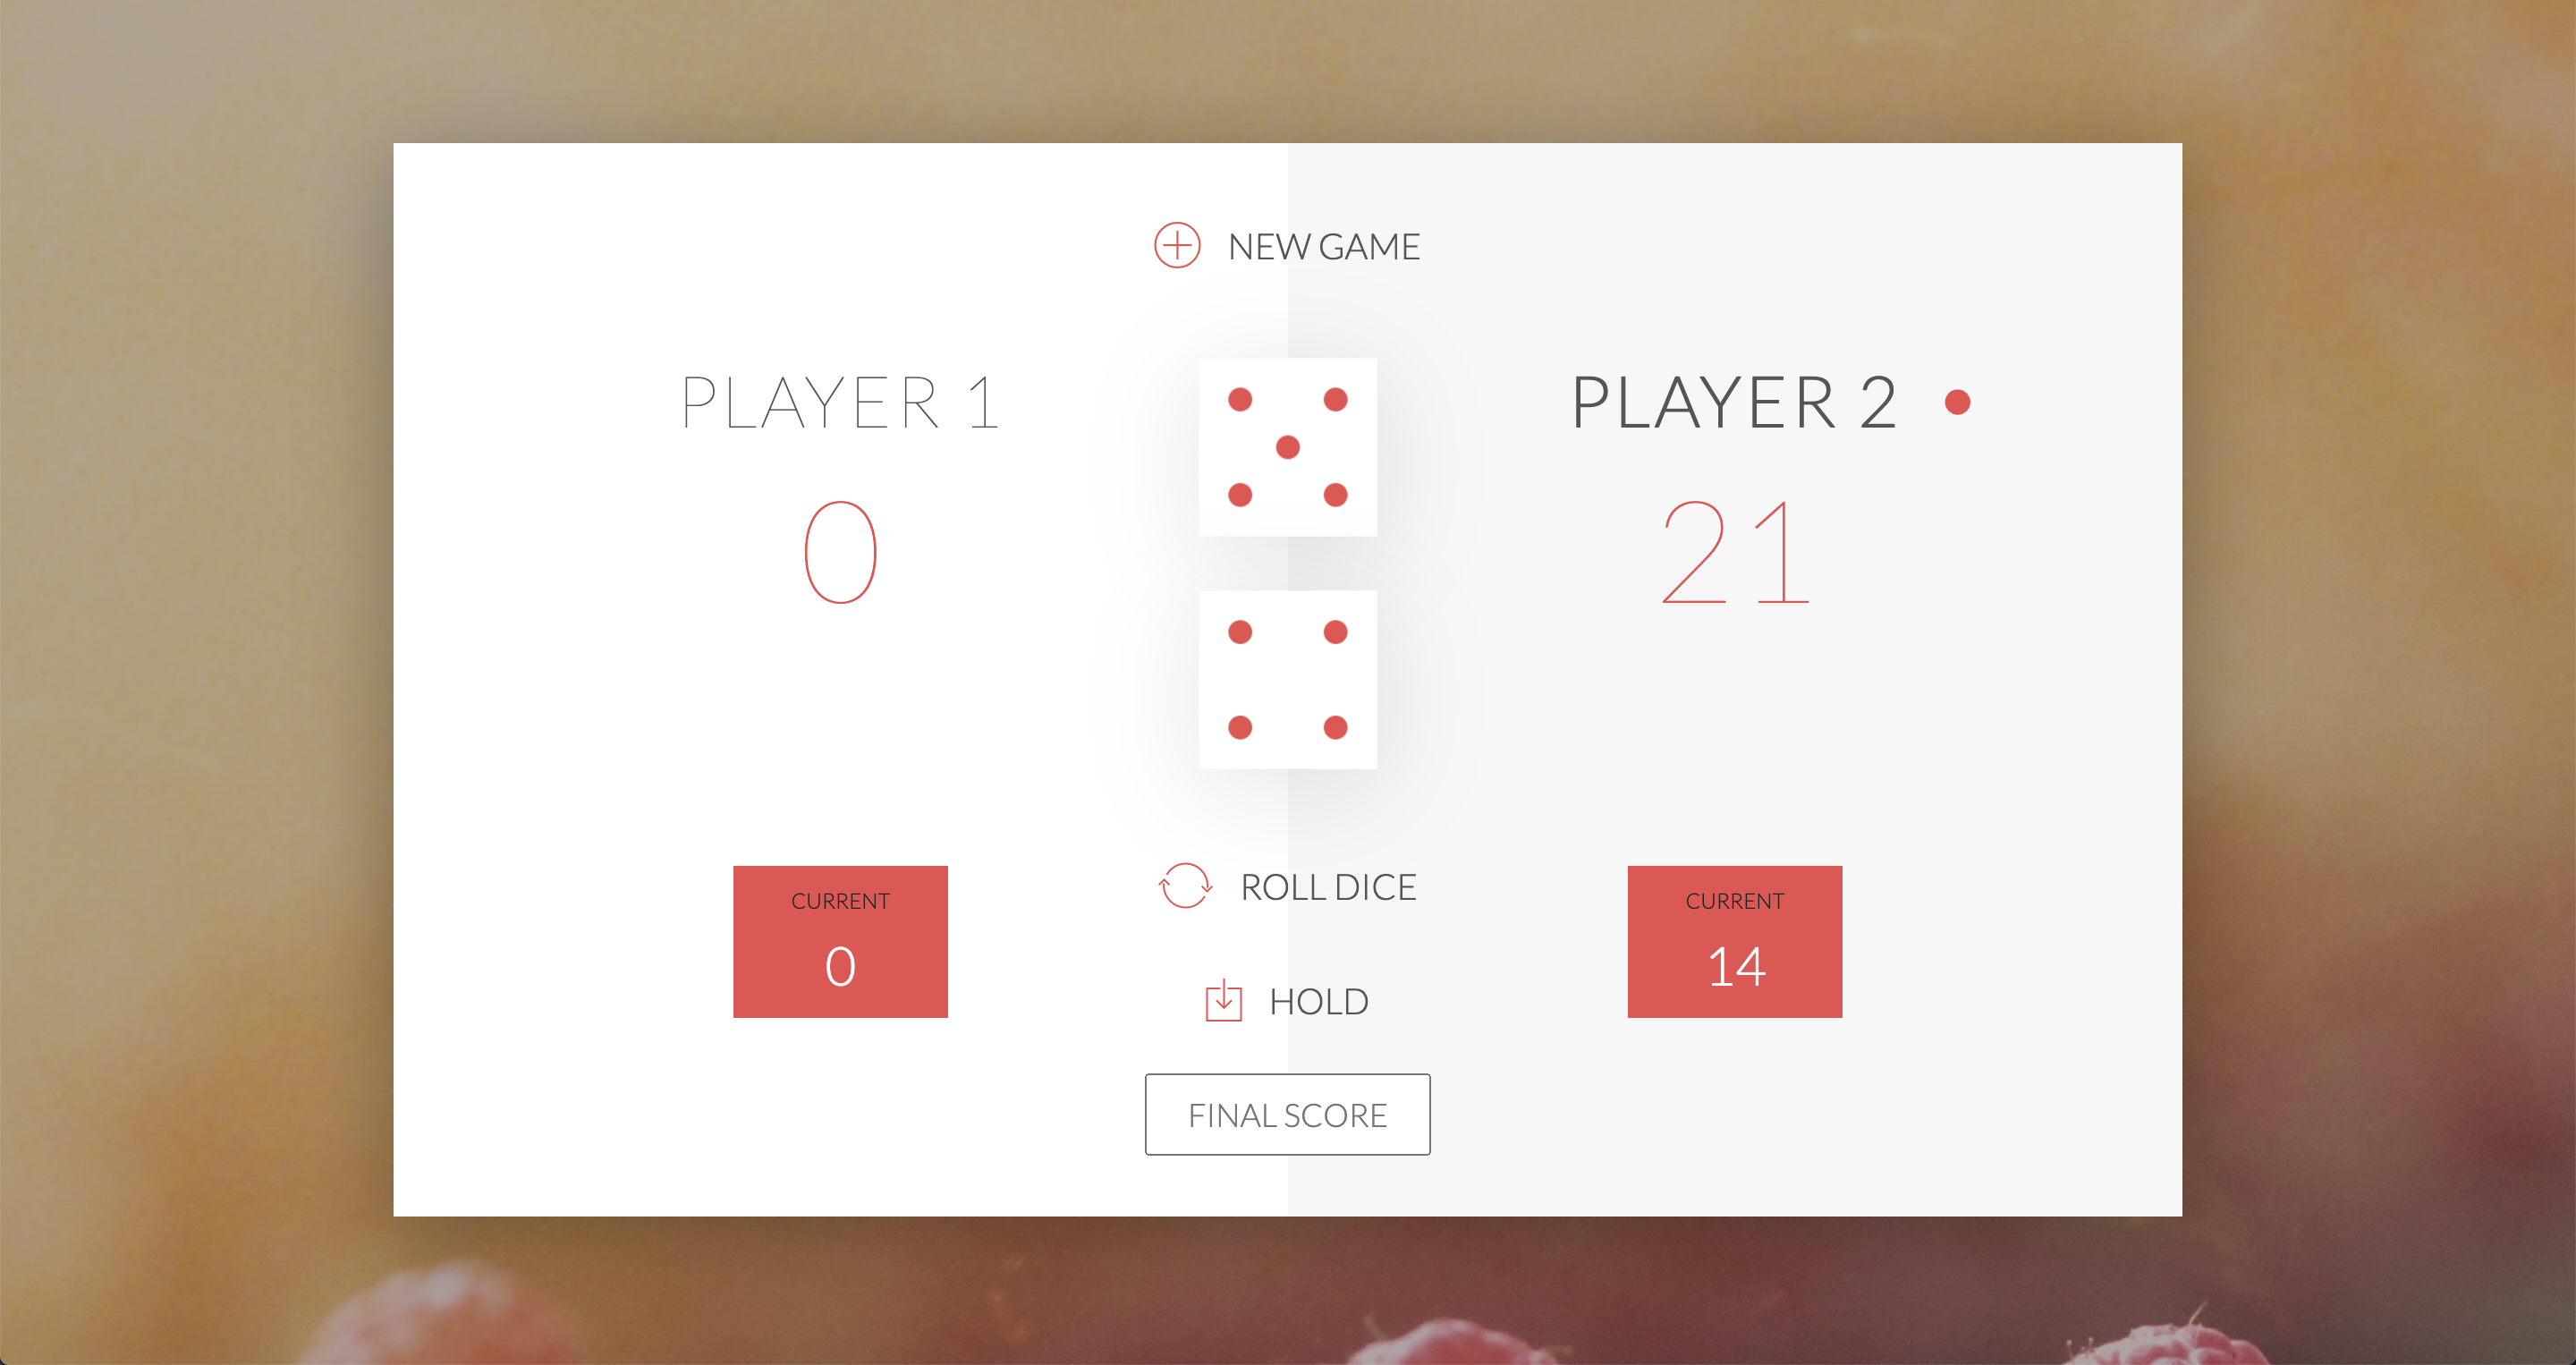 NEW GAME
PLAYER 1
0
PLAYER 2
21
CURRENT
0
ROLL DICE
HOLD
CURRENT
14
FINAL SCORE